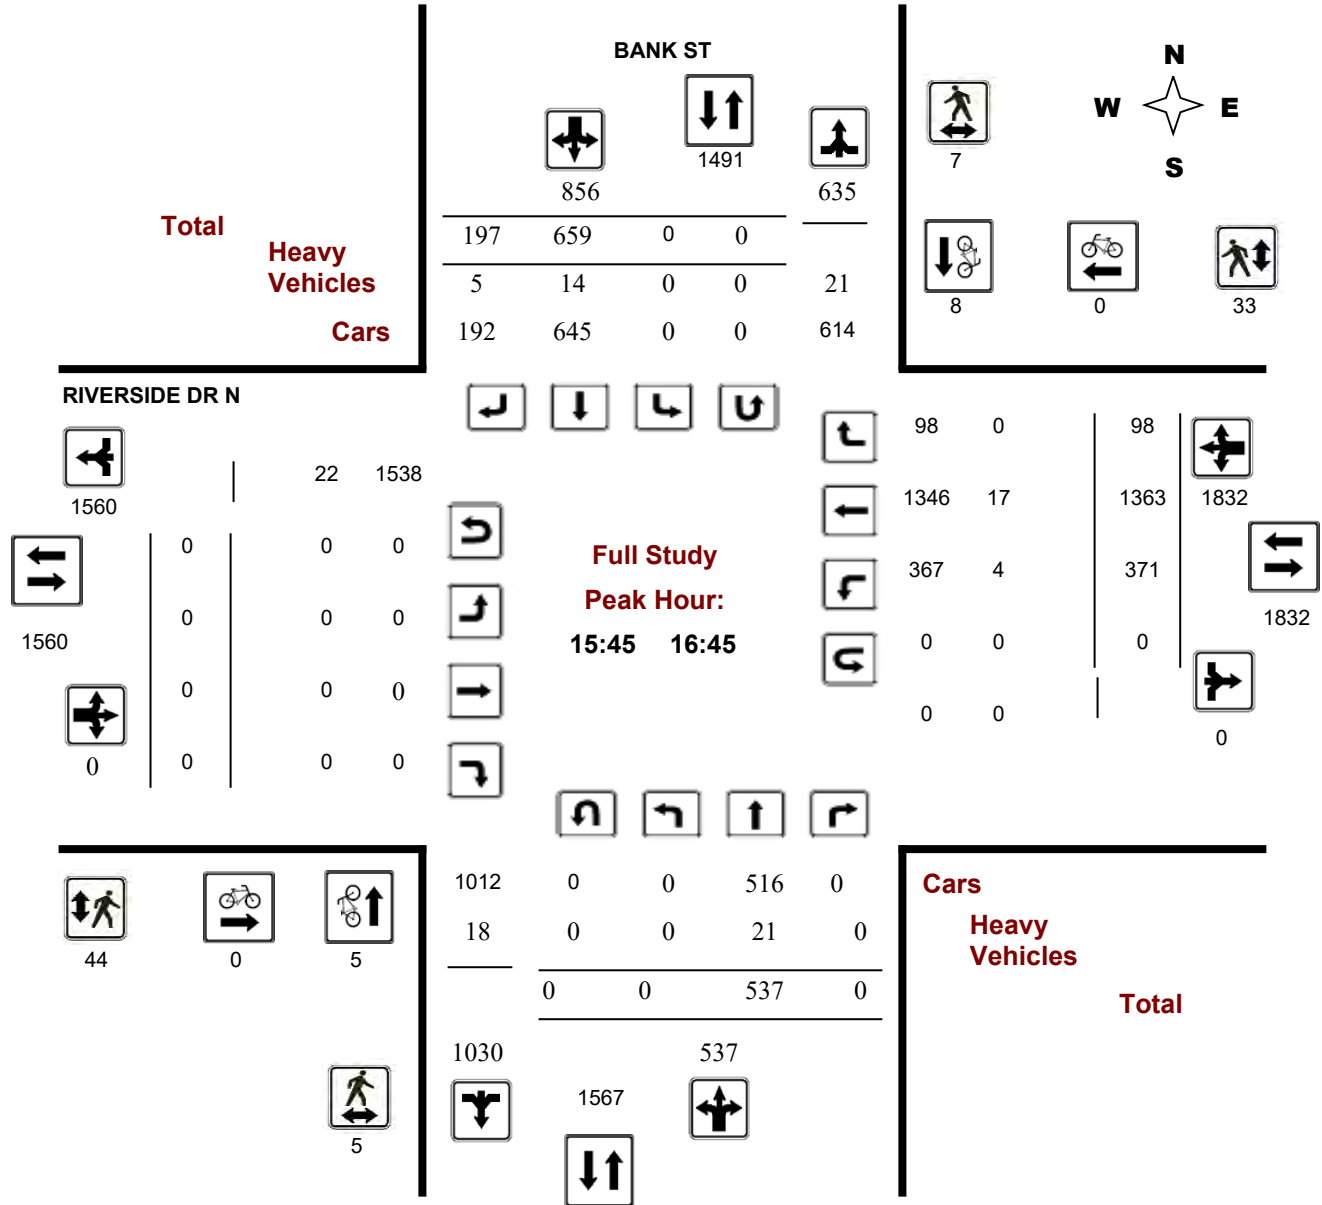 BANK ST
N
W E
S
1491
7
856
635
Total
197 659 0 0
Heavy
Vehicles
5 14 0 0 21
8 0 33
Cars
192 645 0 0 614
RIVERSIDE DR N
98 0 98
22 1538
1560
1346 17 1363 1832
0 0 0
Full Study
367 4 371
Peak Hour:
0 0 0
1832
1560
15:45 16:45
0 0 0
0 0 0
0 0
0
0
0 0 0
1012 0 0 516 0
Cars
18 0 0 21 0
Heavy
Vehicles
44 0 5
0 0 537 0
Total
1030 537
1567
5